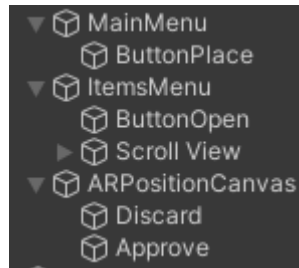 MainMenu
ButtonPlace
ItemsMenu
ButtonOpen
Scroll View
ARPositionCanvas
Discard
Approve